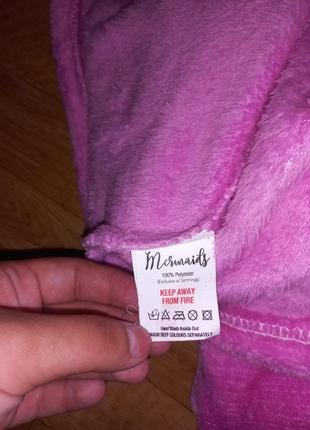 Mermaids
100% Polyester
(Exclusive of Trimmings)
KEEP AWAY
FROM FIRE
Hand Wash Inside Out
WASH DEEP COLOURS SEPARATELY